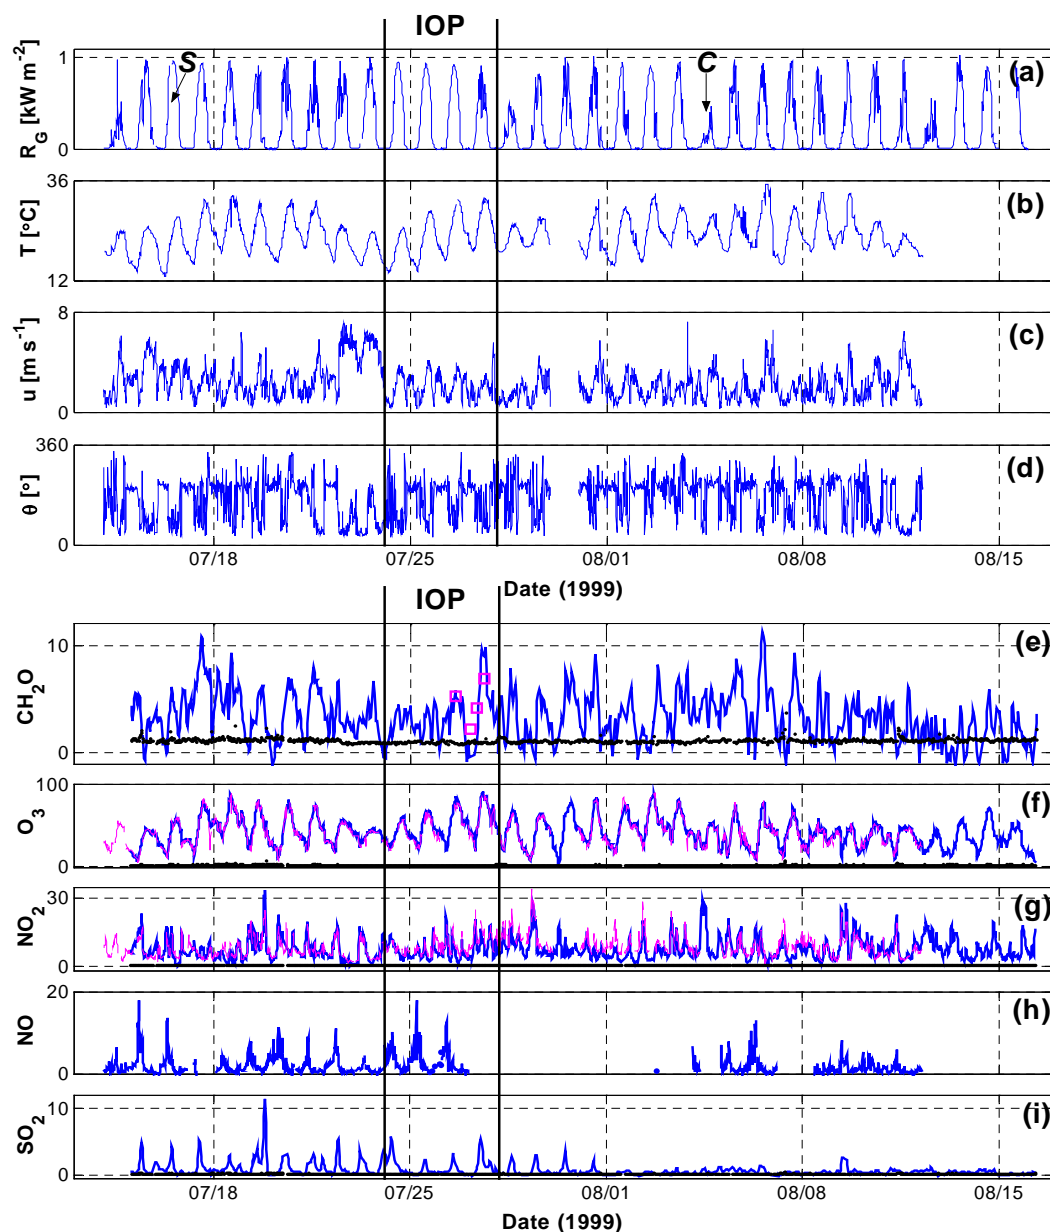 IOP
S
C
(a)
R_G [kW m⁻²]
1
0
(b)
T [°C]
36
12
(c)
u [m s⁻¹]
8
0
(d)
θ [°]
360
0
07/18 07/25 08/01 08/08 08/15
Date (1999)
IOP
(e)
CH₂O
10
0
(f)
O₃
100
0
(g)
NO₂
30
0
(h)
NO
20
0
(i)
SO₂
10
0
07/18 07/25 08/01 08/08 08/15
Date (1999)